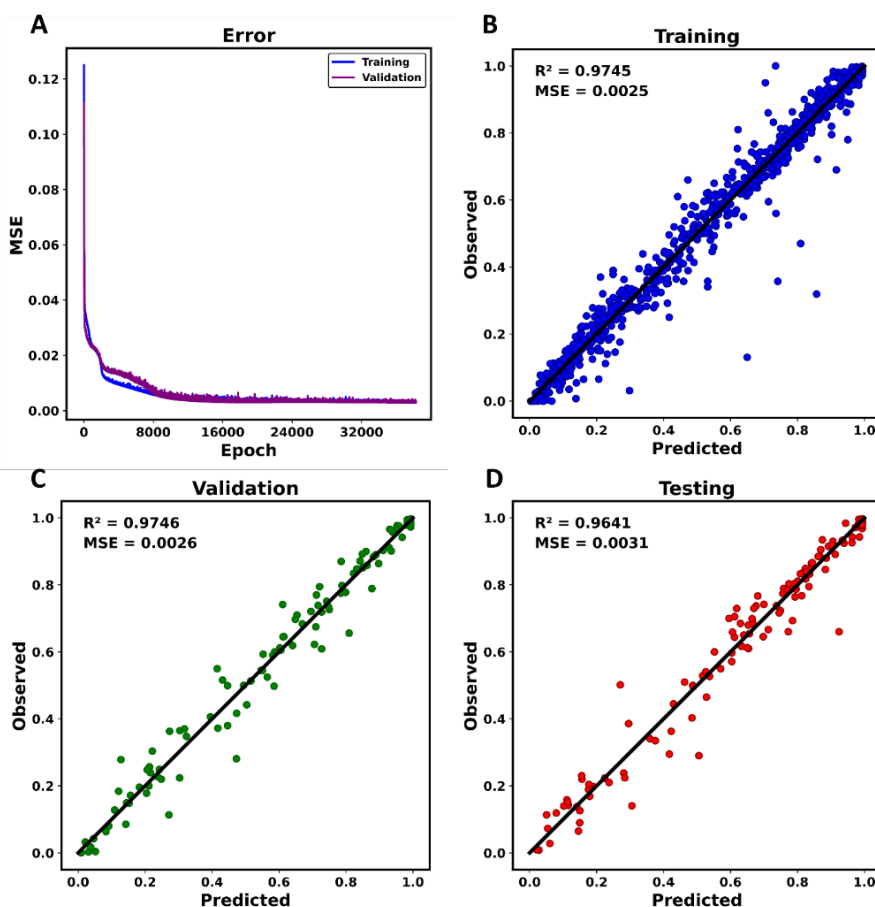 A
Error
Training
Validation
0.12
0.10
0.08
0.06
0.04
0.02
0.00
MSE
0
8000
16000
24000
32000
Epoch
B
Training
R² = 0.9745
MSE = 0.0025
1.0
0.8
0.6
0.4
0.2
0.0
Observed
0.0
0.2
0.4
0.6
0.8
1.0
Predicted
C
Validation
R² = 0.9746
MSE = 0.0026
1.0
0.8
0.6
0.4
0.2
0.0
Observed
0.0
0.2
0.4
0.6
0.8
1.0
Predicted
D
Testing
R² = 0.9641
MSE = 0.0031
1.0
0.8
0.6
0.4
0.2
0.0
Observed
0.0
0.2
0.4
0.6
0.8
1.0
Predicted